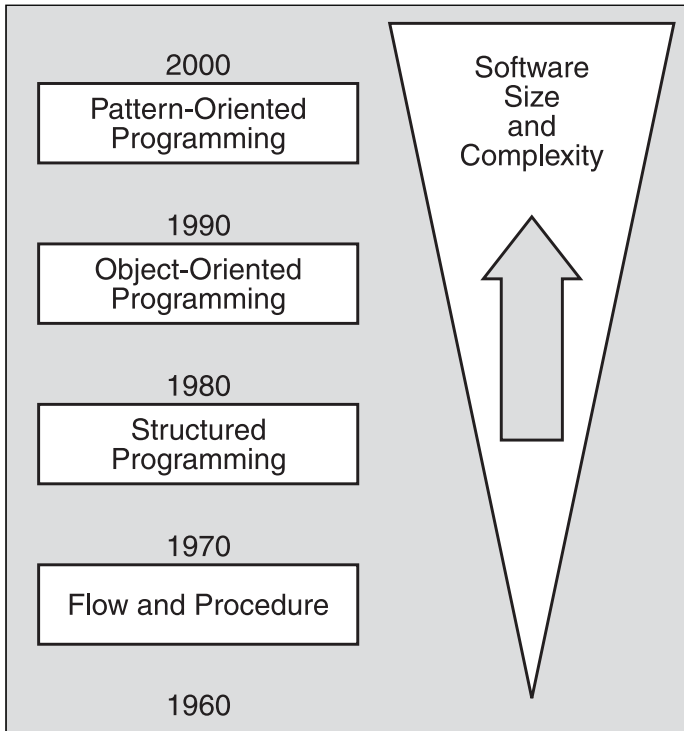 2000
Pattern-Oriented
Programming
1990
Object-Oriented
Programming
1980
Structured
Programming
1970
Flow and Procedure
1960
Software
Size
and
Complexity